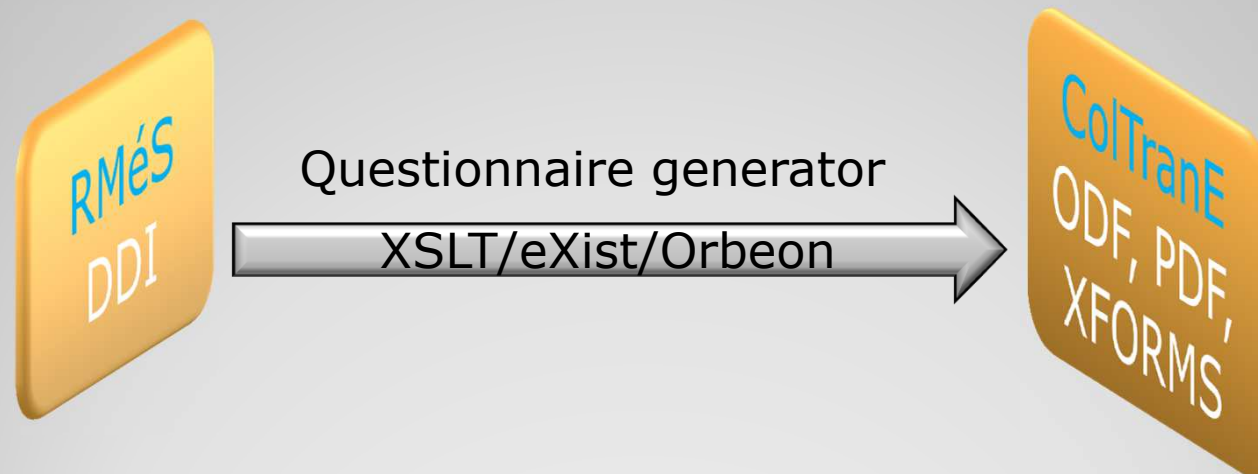 RMéS
DDI
Questionnaire generator
XSLT/eXist/Orbeon
ColTranE
ODF, PDF,
XFORMS